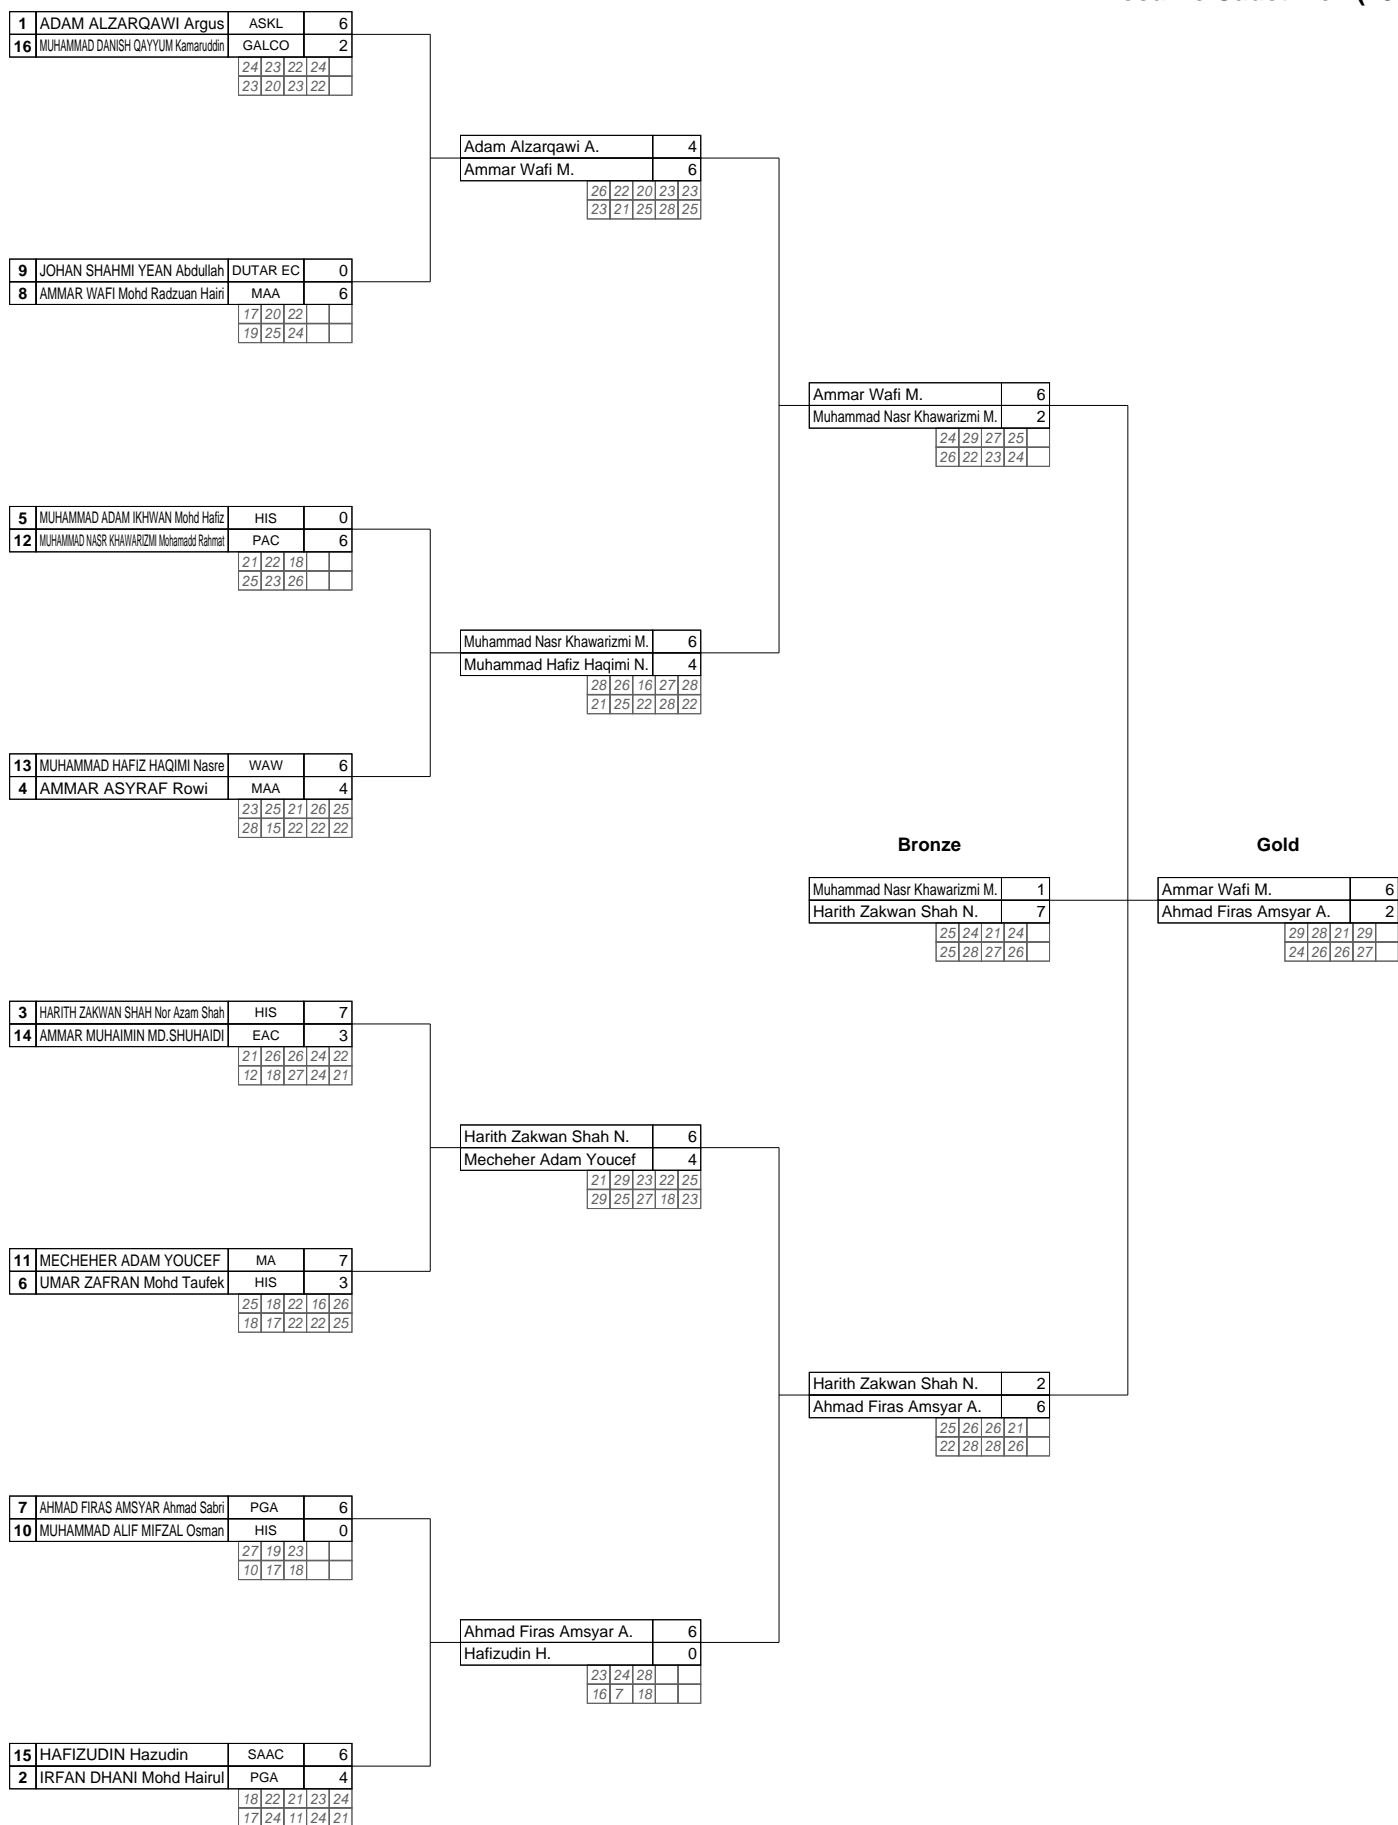 1 ADAM ALZARQAWI Argus ASKL 6
16 MUHAMMAD DANISH QAYYUM Kamaruddin GALCO 2
24 23 22 24
23 20 23 22
Adam Alzarqawi A. 4
Ammar Wafi M. 6
26 22 20 23 23
23 21 25 28 25
9 JOHAN SHAHMI YEAN Abdullah DUTAR EC 0
8 AMMAR WAFI Mohd Radzuan Hairi MAA 6
17 20 22
19 25 24
Ammar Wafi M. 6
Muhammad Nasr Khawarizmi M. 2
24 29 27 25
26 22 23 24
5 MUHAMMAD ADAM IKHWAN Mohd Hafiz HIS 0
12 MUHAMMAD NASR KHAWARIZMI Mohamadd Rahmat PAC 6
21 22 18
25 23 26
Muhammad Nasr Khawarizmi M. 6
Muhammad Hafiz Haqimi N. 4
28 26 16 27 28
21 25 22 28 22
13 MUHAMMAD HAFIZ HAQIMI Nasre WAW 6
4 AMMAR ASYRAF Rowi MAA 4
23 25 21 26 25
28 15 22 22 22
Bronze Gold
Muhammad Nasr Khawarizmi M. 1 Ammar Wafi M. 6
Harith Zakwan Shah N. 7 Ahmad Firas Amsyar A. 2
25 24 21 24 29 28 21 29
25 28 27 26 24 26 26 27
3 HARITH ZAKWAN SHAH Nor Azam Shah HIS 7
14 AMMAR MUHAIMIN MD.SHUHAIDI EAC 3
21 26 26 24 22
12 18 27 24 21
Harith Zakwan Shah N. 6
Mecheher Adam Youcef 4
21 29 23 22 25
29 25 27 18 23
11 MECHEHER ADAM YOUCEF MA 7
6 UMAR ZAFRAN Mohd Taufek HIS 3
25 18 22 16 26
18 17 22 22 25
Harith Zakwan Shah N. 2
Ahmad Firas Amsyar A. 6
25 26 26 21
22 28 28 26
7 AHMAD FIRAS AMSYAR Ahmad Sabri PGA 6
10 MUHAMMAD ALIF MIFZAL Osman HIS 0
27 19 23
10 17 18
Ahmad Firas Amsyar A. 6
Hafizudin H. 0
23 24 28
16 7 18
15 HAFIZUDIN Hazudin SAAC 6
2 IRFAN DHANI Mohd Hairul PGA 4
18 22 21 23 24
17 24 11 24 21